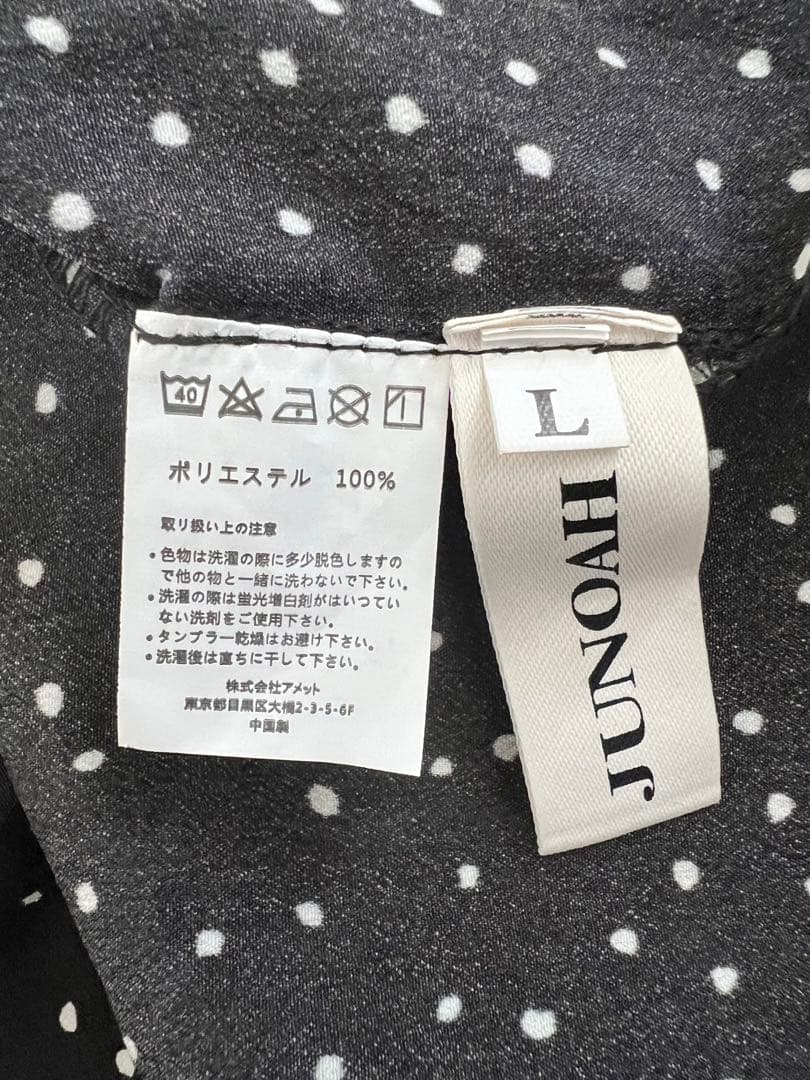 40
ポリエステル 100%
取り扱い上の注意
•色物は洗濯の際に多少脱色しますの
で他の物と一緒に洗わないで下さい。
•洗濯の際は蛍光増白剤がはいつてい
ない洗剤をご使用下さい。
•タンブラー乾燥はお避け下さい。
•洗濯後は直ちに干して下さい。
株式会社アメット
東京都目黒区大橋2-3-5-6F
中国製
L
JUNOAH